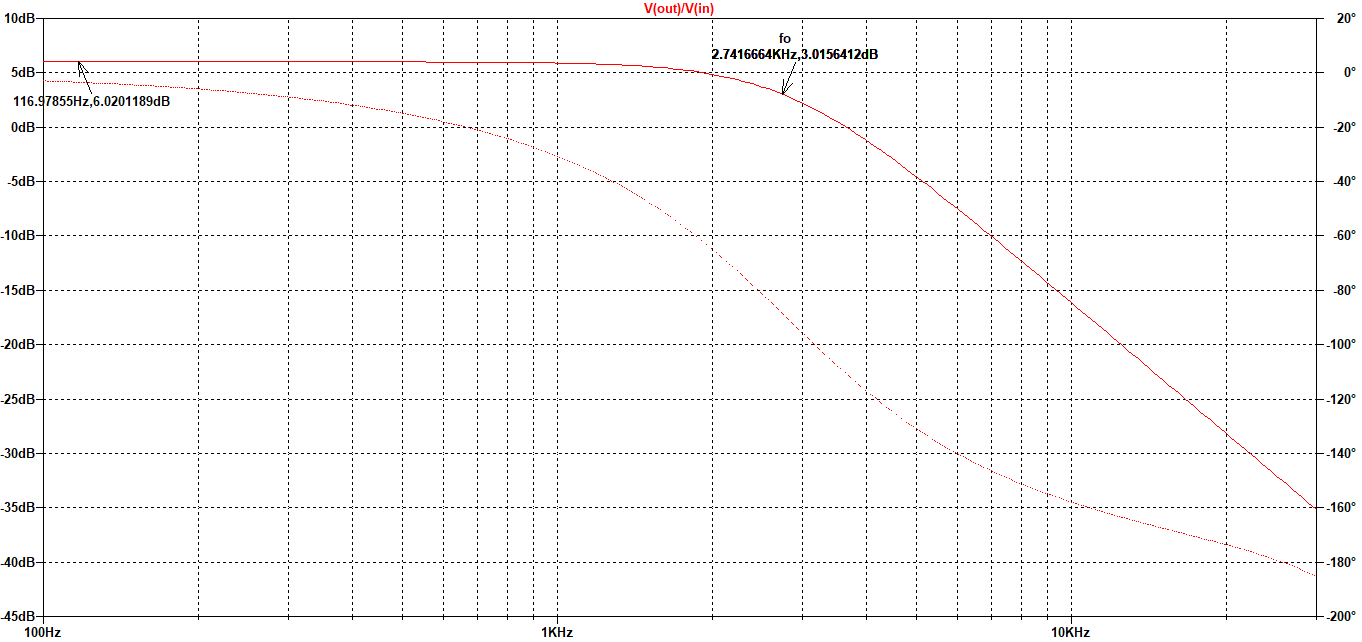 V(out)/V(in)
10dB
20°
fo
2.7416664KHz,3.0156412dB
5dB
0°
116.97855Hz,6.0201189dB
0dB
-20°
-5dB
-40°
-10dB
-60°
-15dB
-80°
-20dB
-100°
-25dB
-120°
-30dB
-140°
-35dB
-160°
-40dB
-180°
-45dB
-200°
100Hz
1KHz
10KHz